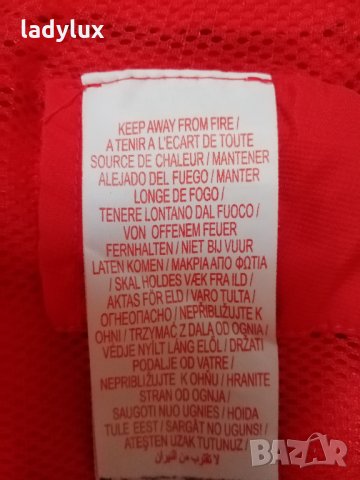 ladylux
KEEP AWAY FROM FIRE /
A TENIR A L'ECART DE TOUTE
SOURCE DE CHALEUR / MANTENER
ALEJADO DEL FUEGO / MANTER
LONGE DE FOGO /
TENERE LONTANO DAL FUOCO /
VON OFFENEM FEUER
FERNHALTEN / NIET BIJ VUUR
LATEN KOMEN / ΜΑΚΡΙΑ ΑΠΟ ΦΩΤΙΑ
/ SKAL HOLDES VÆK FRA ILD /
AKTAS FÖR ELD / VARO TULTA /
ОГНЕОПАСНО / NEPŘIBLIŽUJTE K
OHNI / TRZYMAĆ Z DALA OD OGNIA /
VÉDJE NYÍLT LÁNG ELŐL / DRŽATI
PODALJE OD VATRE /
NEPRIBLIŽUJTE K OHŇU / HRANITE
STRAN OD OGNJA /
SAUGOTI NUO UGNIES / HOIDA
TULE EEST / SARGĀT NO UGUNS! /
ATEŞTEN UZAK TUTUNUZ /
لا تقترب من النيران
BAZAR.BG